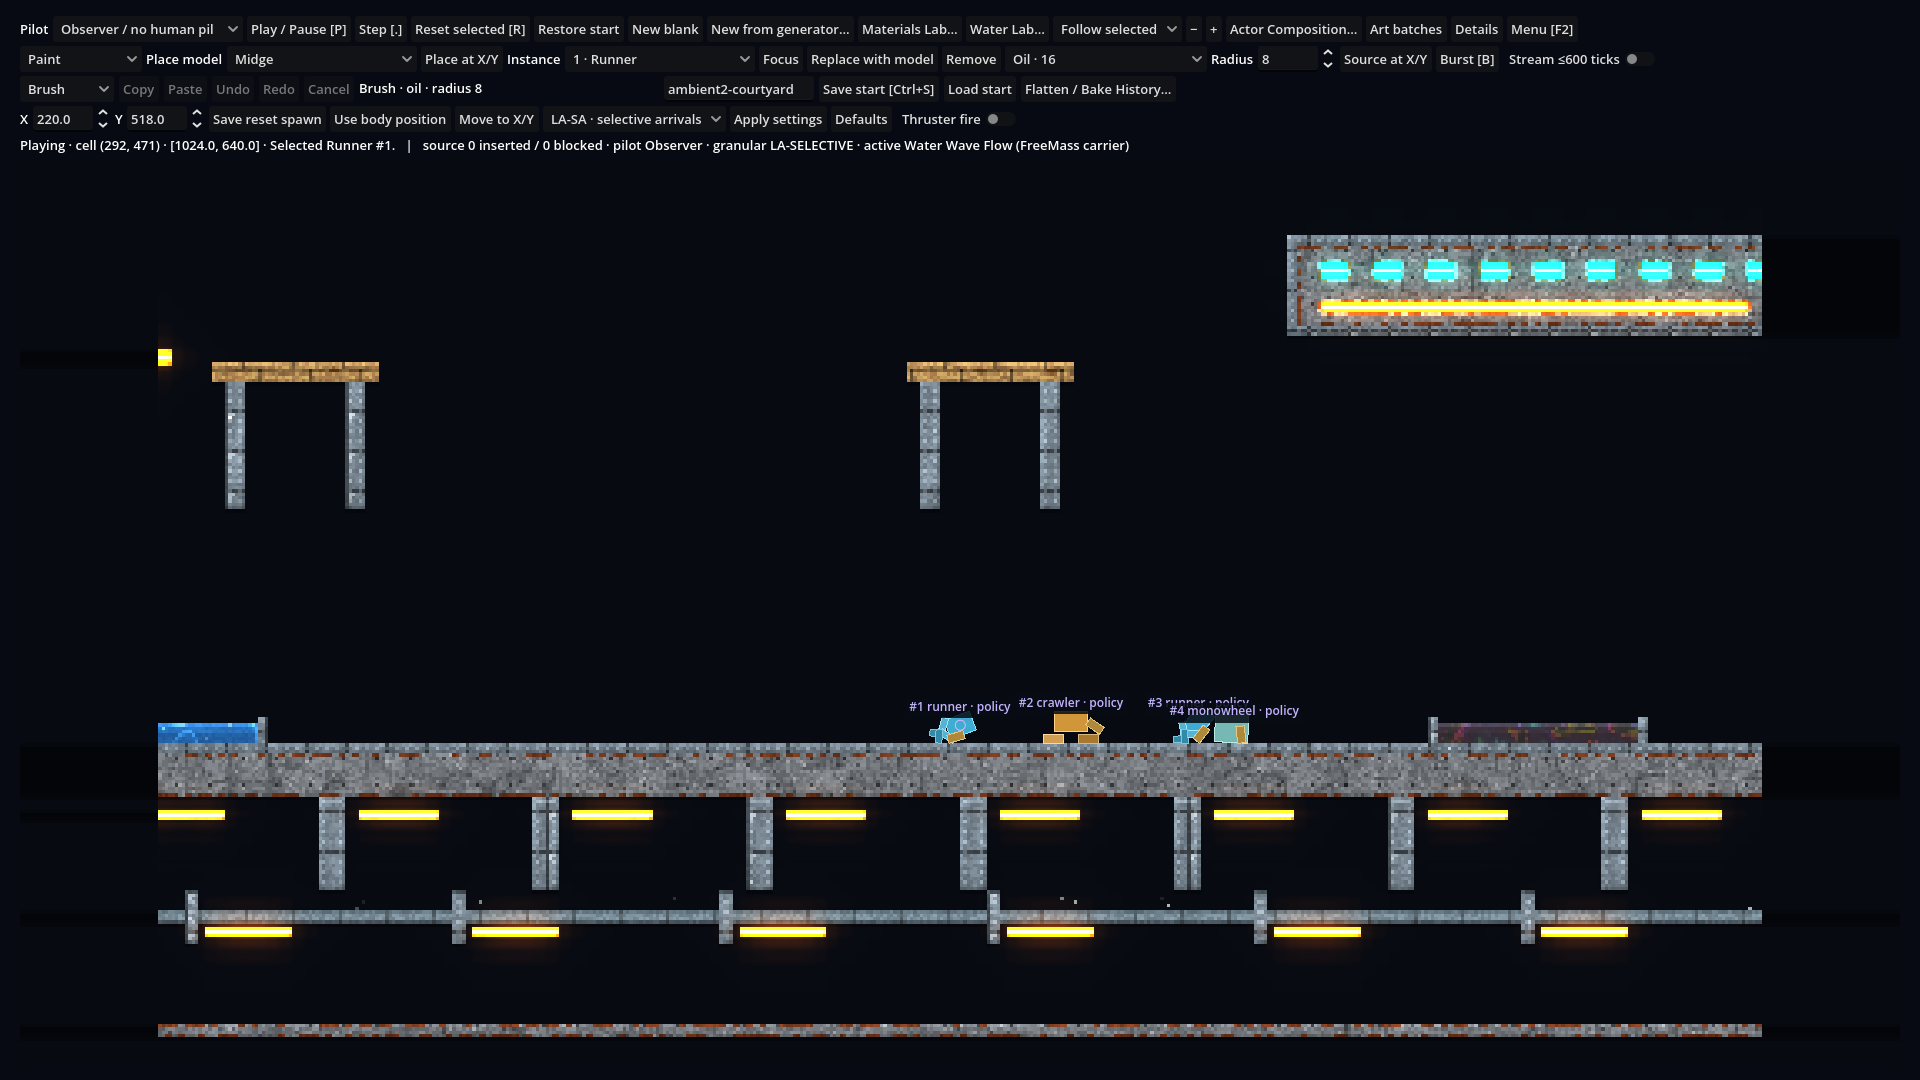 Pilot Observer / no human pil Play / Pause [P] Step [.] Reset selected [R] Restore start New blank New from generator... Materials Lab... Water Lab... Follow selected − + Actor Composition... Art batches Details Menu [F2]
Paint Place model Midge Place at X/Y Instance 1 · Runner Focus Replace with model Remove Oil · 16 Radius 8 Source at X/Y Burst [B] Stream ≤600 ticks
Brush Copy Paste Undo Redo Cancel Brush · oil · radius 8 ambient2-courtyard Save start [Ctrl+S] Load start Flatten / Bake History...
X 220.0 Y 518.0 Save reset spawn Use body position Move to X/Y LA-SA · selective arrivals Apply settings Defaults Thruster fire
Playing · cell (292, 471) · [1024.0, 640.0] · Selected Runner #1. | source 0 inserted / 0 blocked · pilot Observer · granular LA-SELECTIVE · active Water Wave Flow (FreeMass carrier)
#1 runner · policy #2 crawler · policy #3 runner · policy
#4 monowheel · policy